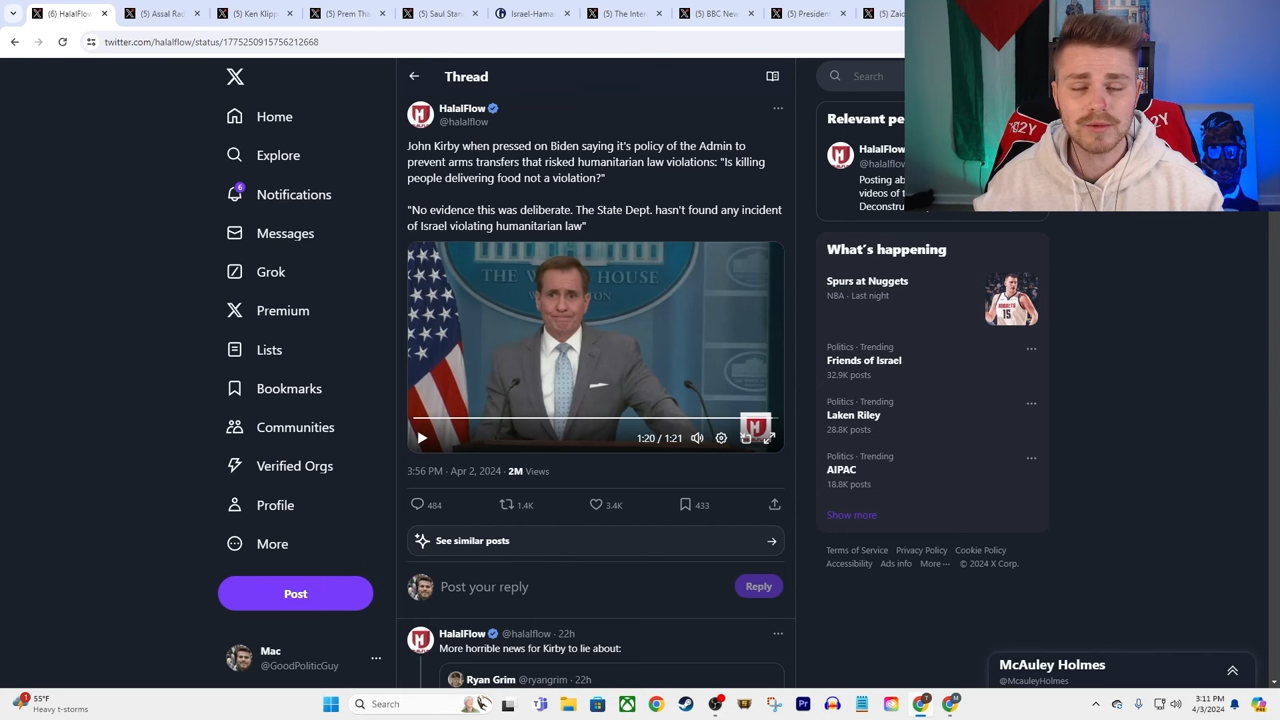 (6) HalalFlow
(5) Assal Rad
(5) Ken Klipp
(5) Prem Tha
(5) Saul Stan
Israel-Hama
(5) The Inter
(5) BBC New
(5) President
(5) Zaid
twitter.com/halalflow/status/1775250915756212668
Thread
Search
Home
Explore
6
Notifications
Messages
Grok
Premium
Lists
Bookmarks
Communities
Verified Orgs
Profile
More
Post
Mac
@GoodPoliticGuy
HalalFlow
@halalflow
John Kirby when pressed on Biden saying it's policy of the Admin to
prevent arms transfers that risked humanitarian law violations: "Is killing
people delivering food not a violation?"
"No evidence this was deliberate. The State Dept. hasn't found any incident
of Israel violating humanitarian law"
THE WHITE HOUSE
1:20 / 1:21
3:56 PM · Apr 2, 2024 · 2M Views
484
1.4K
3.4K
433
See similar posts
Post your reply
Reply
HalalFlow @halalflow · 22h
More horrible news for Kirby to lie about:
Ryan Grim @ryangrim · 22h
Relevant pe
HalalFlow
@halalflo
Posting ab
videos of t
Deconstru
What's happening
Spurs at Nuggets
NBA · Last night
15
Politics · Trending
Friends of Israel
32.9K posts
Politics · Trending
Laken Riley
28.8K posts
Politics · Trending
AIPAC
18.8K posts
Show more
Terms of Service Privacy Policy Cookie Policy
Accessibility Ads info More ··· © 2024 X Corp.
McAuley Holmes
@McauleyHolmes
1
55°F
Heavy t-storms
Search
3:11 PM
4/3/2024